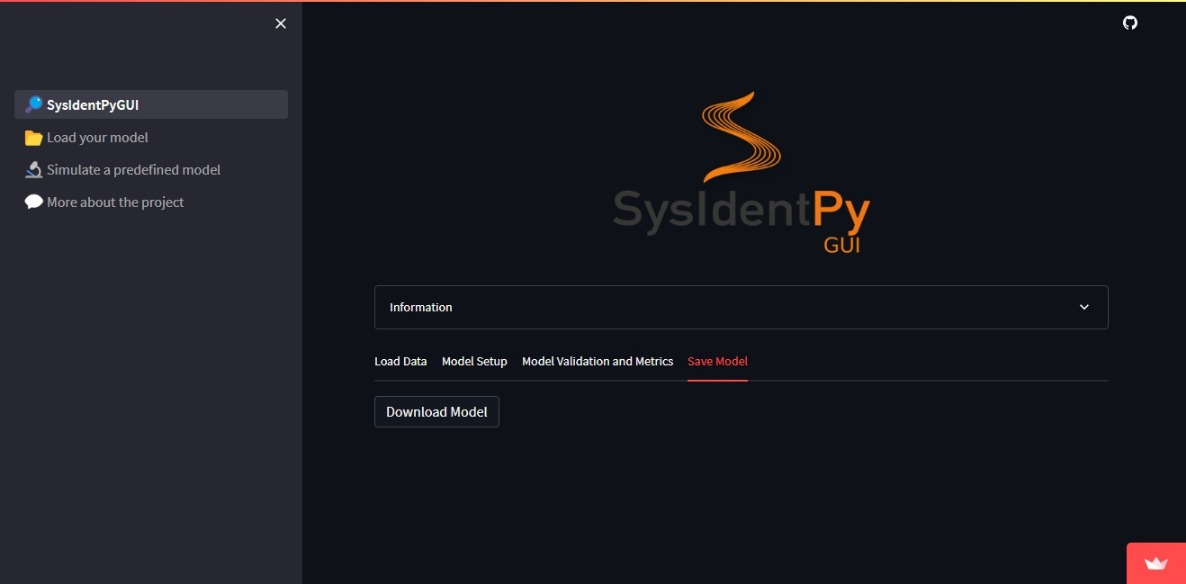 SysIdentPyGUI
Load your model
Simulate a predefined model
More about the project
SysIdentPy
GUI
Information
Load Data Model Setup Model Validation and Metrics Save Model
Download Model